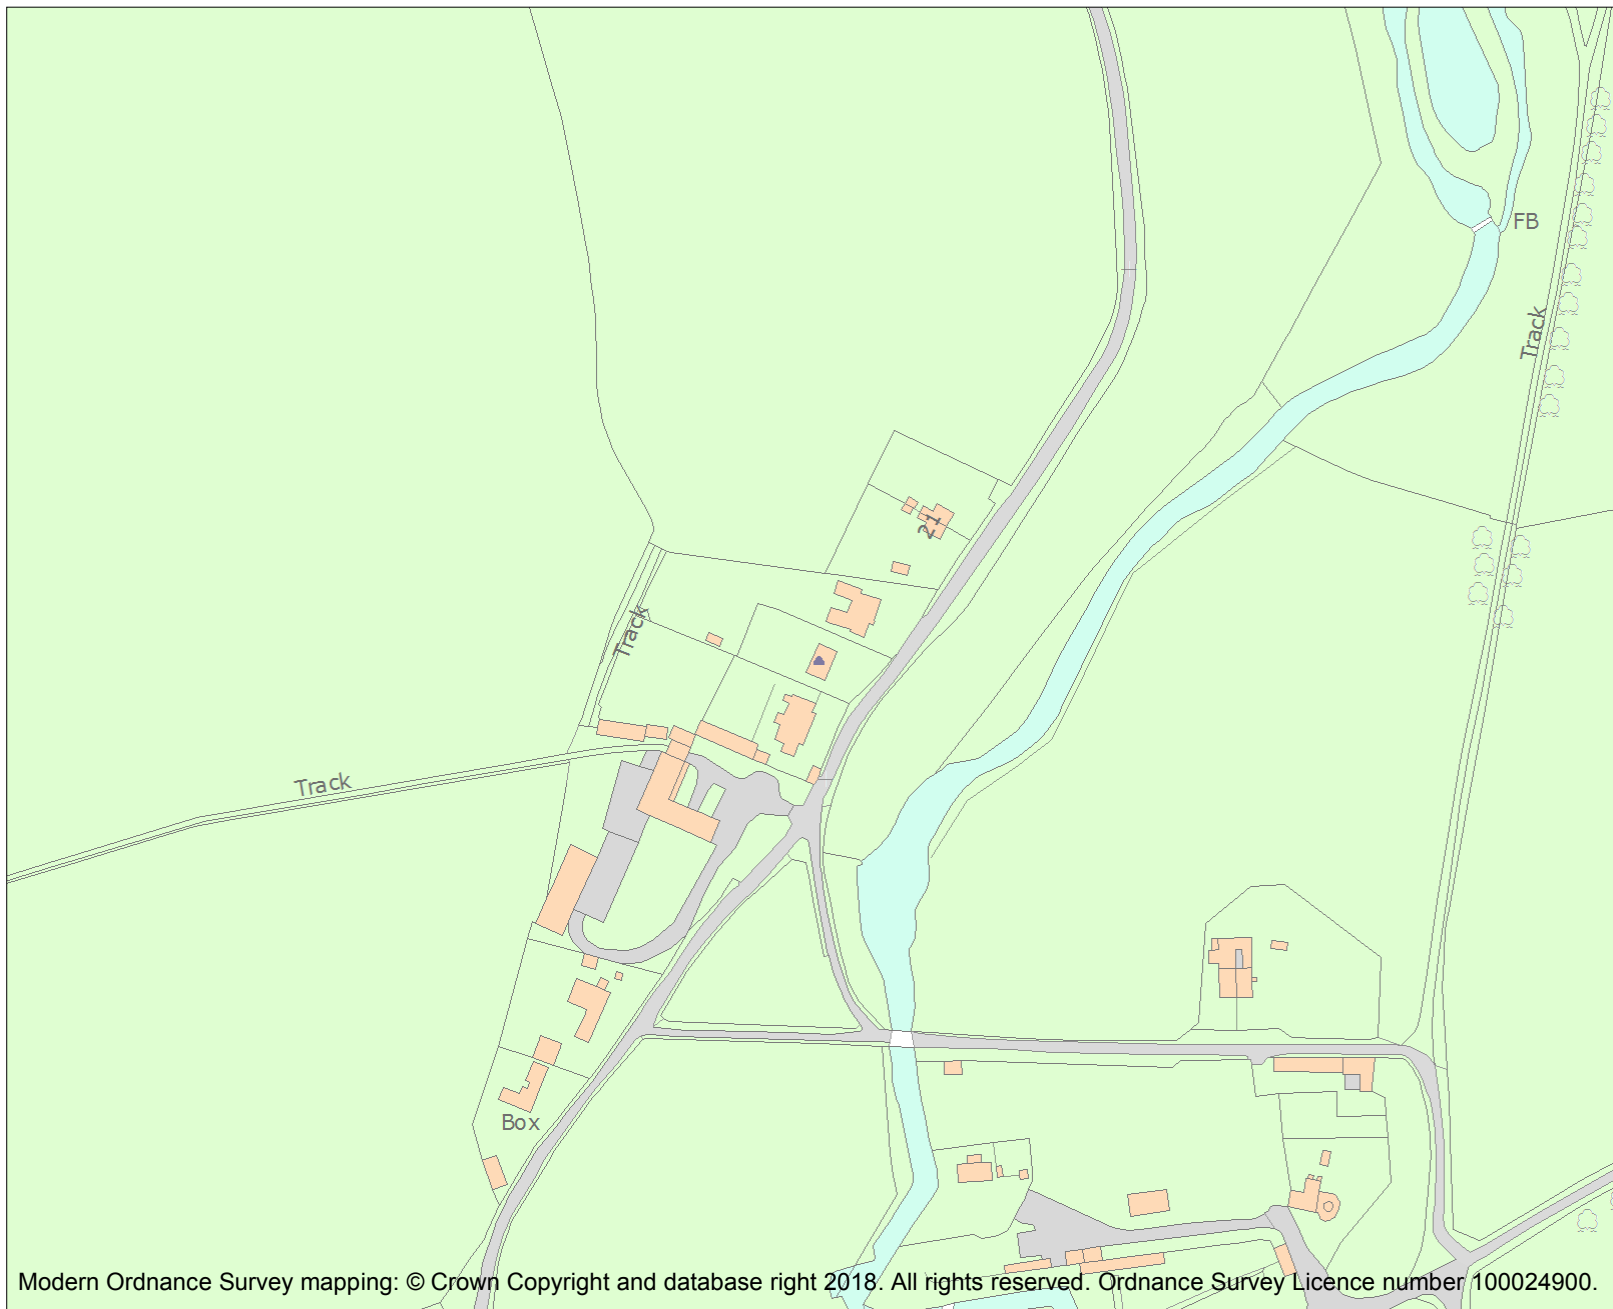 FB
Track
21
Track
Track
Box
Modern Ordnance Survey mapping: © Crown Copyright and database right 2018. All rights reserved. Ordnance Survey Licence number 100024900.